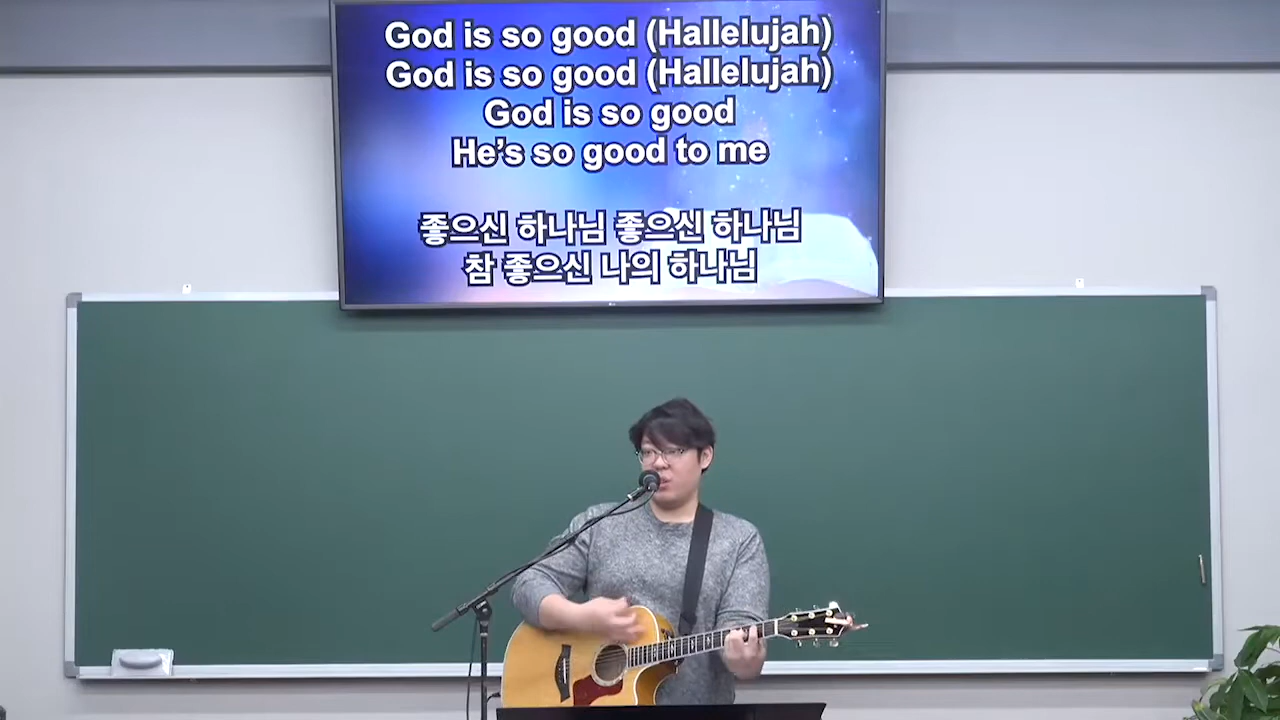 God is so good (Hallelujah)
God is so good (Hallelujah)
God is so good
He's so good to me
좋으신 하나님 좋으신 하나님
참 좋으신 나의 하나님